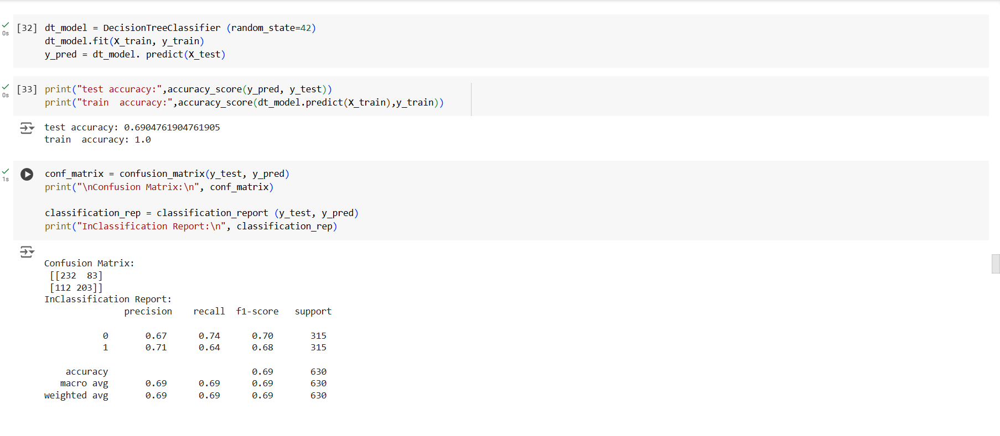 0s
[32] dt_model = DecisionTreeClassifier (random_state=42)
dt_model.fit(X_train, y_train)
y_pred = dt_model. predict(X_test)
0s
[33] print("test accuracy:",accuracy_score(y_pred, y_test))
print("train  accuracy:",accuracy_score(dt_model.predict(X_train),y_train))
test accuracy: 0.6904761904761905
train  accuracy: 1.0
1s
conf_matrix = confusion_matrix(y_test, y_pred)
print("\nConfusion Matrix:\n", conf_matrix)
classification_rep = classification_report (y_test, y_pred)
print("InClassification Report:\n", classification_rep)
Confusion Matrix:
[[232  83]
[112 203]]
InClassification Report:
precision    recall  f1-score   support
0       0.67      0.74      0.70       315
1       0.71      0.64      0.68       315
accuracy                           0.69       630
macro avg       0.69      0.69      0.69       630
weighted avg       0.69      0.69      0.69       630